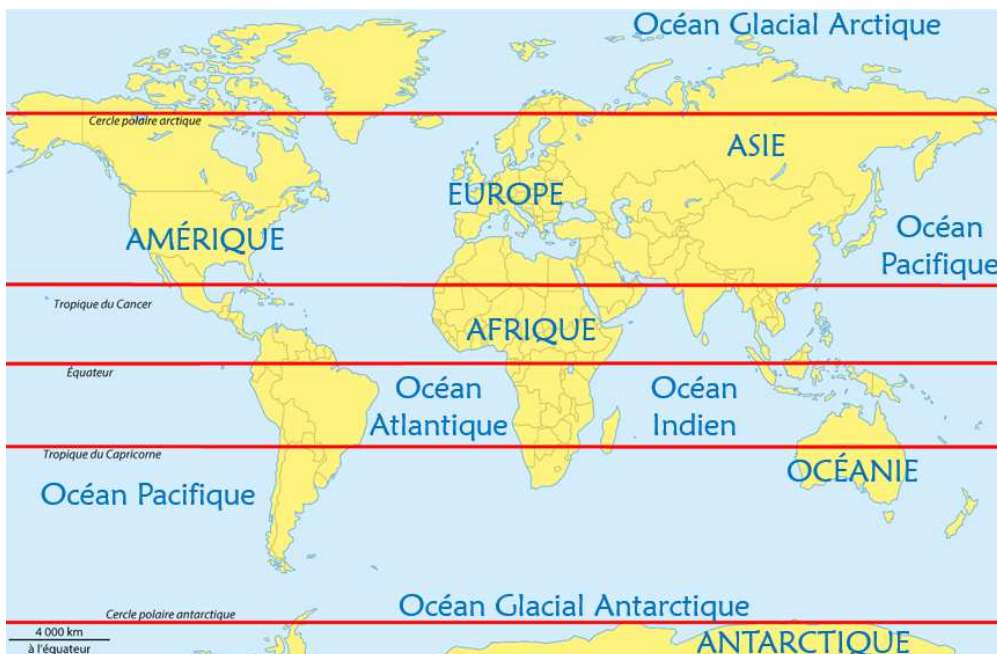 Océan Glacial Arctique
Cercle polaire arctique
ASIE
EUROPE
AMÉRIQUE
Océan
Pacifique
Tropique du Cancer
AFRIQUE
Équateur
Océan
Atlantique
Océan
Indien
Tropique du Capricorne
OCÉANIE
Océan Pacifique
Océan Glacial Antarctique
Cercle polaire antarctique
4 000 km
à l'équateur
ANTARCTIQUE